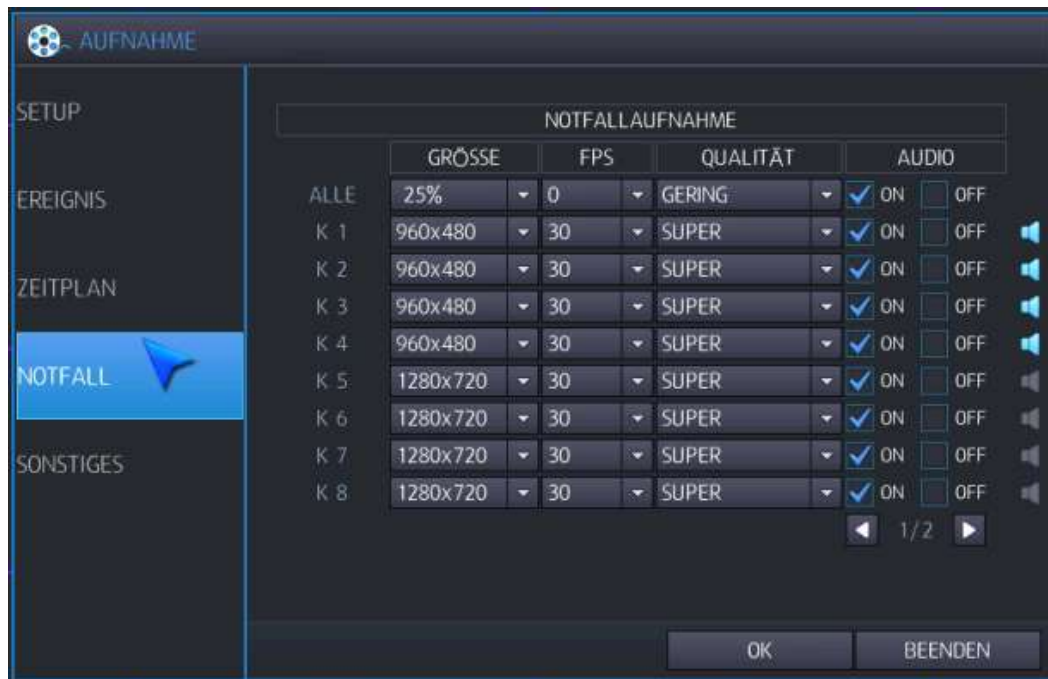 AUFNAHME
SETUP
EREIGNIS
ZEITPLAN
NOTFALL
SONSTIGES
NOTFALLAUFNAHME
GRÖSSE FPS QUALITÄT AUDIO
ALLE 25% 0 GERING ON OFF
K 1 960x480 30 SUPER ON OFF
K 2 960x480 30 SUPER ON OFF
K 3 960x480 30 SUPER ON OFF
K 4 960x480 30 SUPER ON OFF
K 5 1280x720 30 SUPER ON OFF
K 6 1280x720 30 SUPER ON OFF
K 7 1280x720 30 SUPER ON OFF
K 8 1280x720 30 SUPER ON OFF
1/2
OK BEENDEN